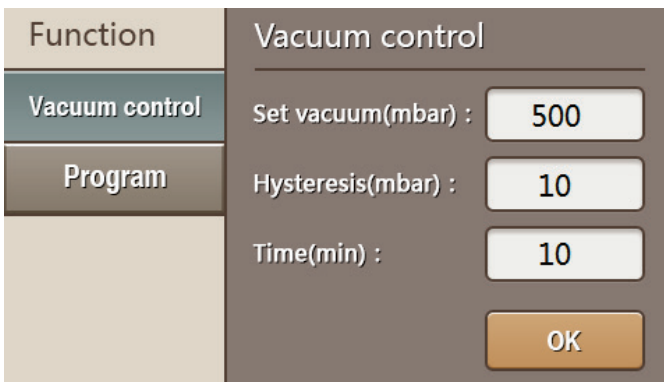 Function
Vacuum control
Program
Vacuum control
Set vacuum(mbar) : 500
Hysteresis(mbar) : 10
Time(min) : 10
OK